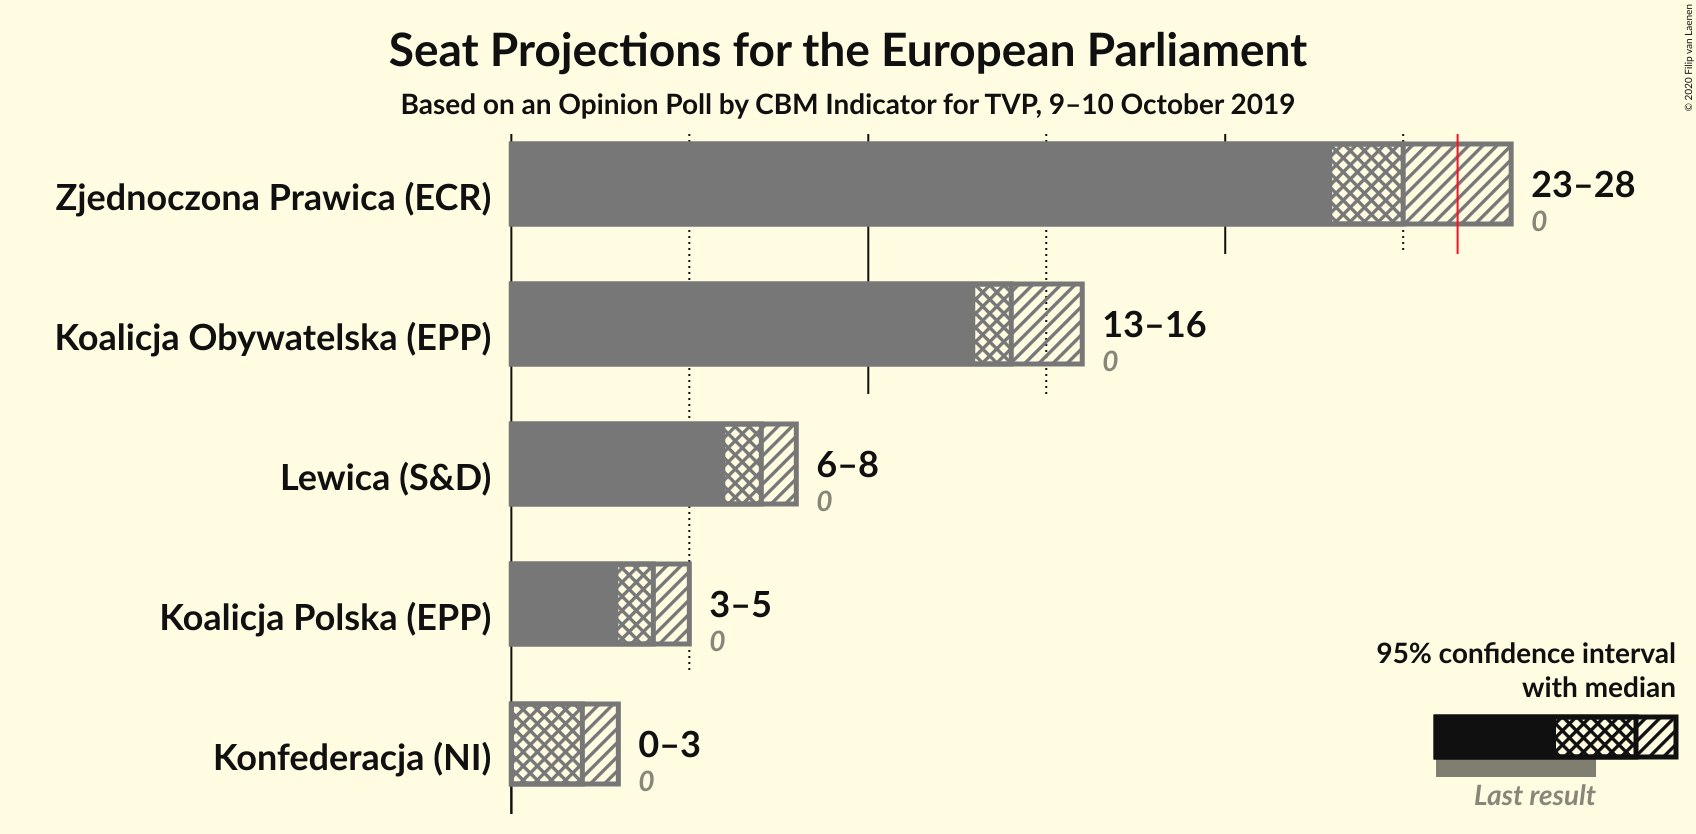 Seat Projections for the European Parliament
Based on an Opinion Poll by CBM Indicator for TVP, 9–10 October 2019
© 2020 Filip van Laenen
Zjednoczona Prawica (ECR)
23–28
0
Koalicja Obywatelska (EPP)
13–16
0
Lewica (S&D)
6–8
0
Koalicja Polska (EPP)
3–5
0
Konfederacja (NI)
0–3
0
95% confidence interval
with median
Last result